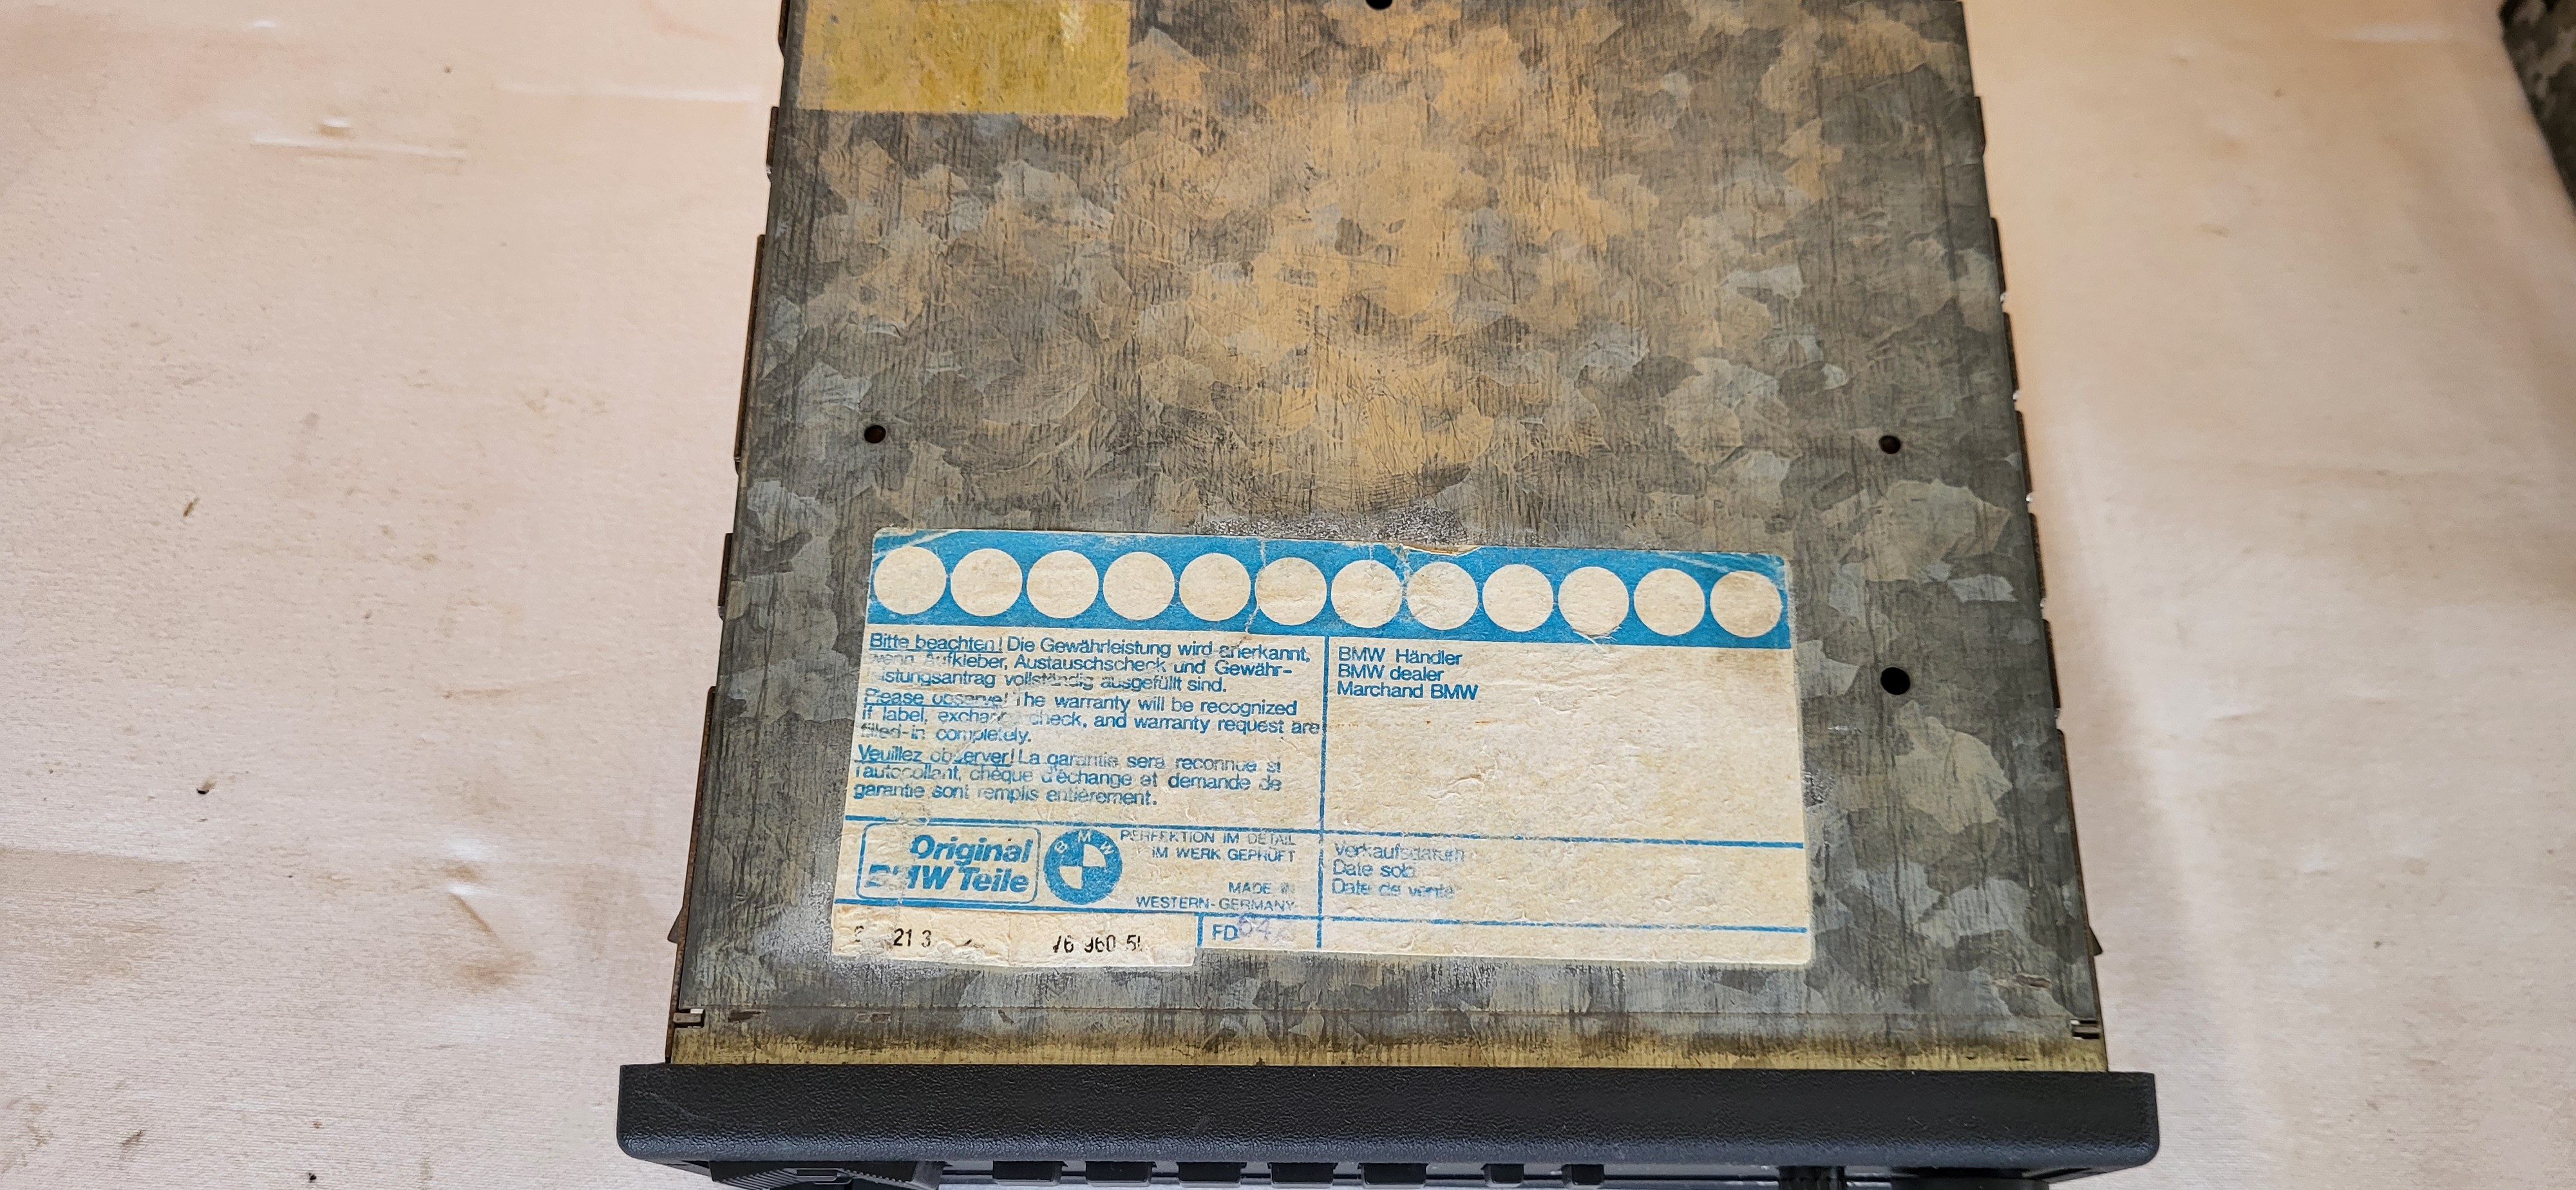 Bitte beachten! Die Gewährleistung wird anerkannt,
wenn Aufkleber, Austauschscheck und Gewähr-
leistungsantrag vollständig ausgefüllt sind.
Please observe! The warranty will be recognized
if label, exchange check, and warranty request are
filled-in completely.
Veuillez observer! La garantie sera reconnue si
l'autocollant, chèque d'échange et demande de
garantie sont remplis entièrement.
BMW Händler
BMW dealer
Marchand BMW
Original
BMW Teile
BMW
PERFEKTION IM DETAIL
IM WERK GEPRÜFT
MADE IN
WESTERN-GERMANY
Verkaufsdatum
Date sold
Date de vente
21 3
960
FD